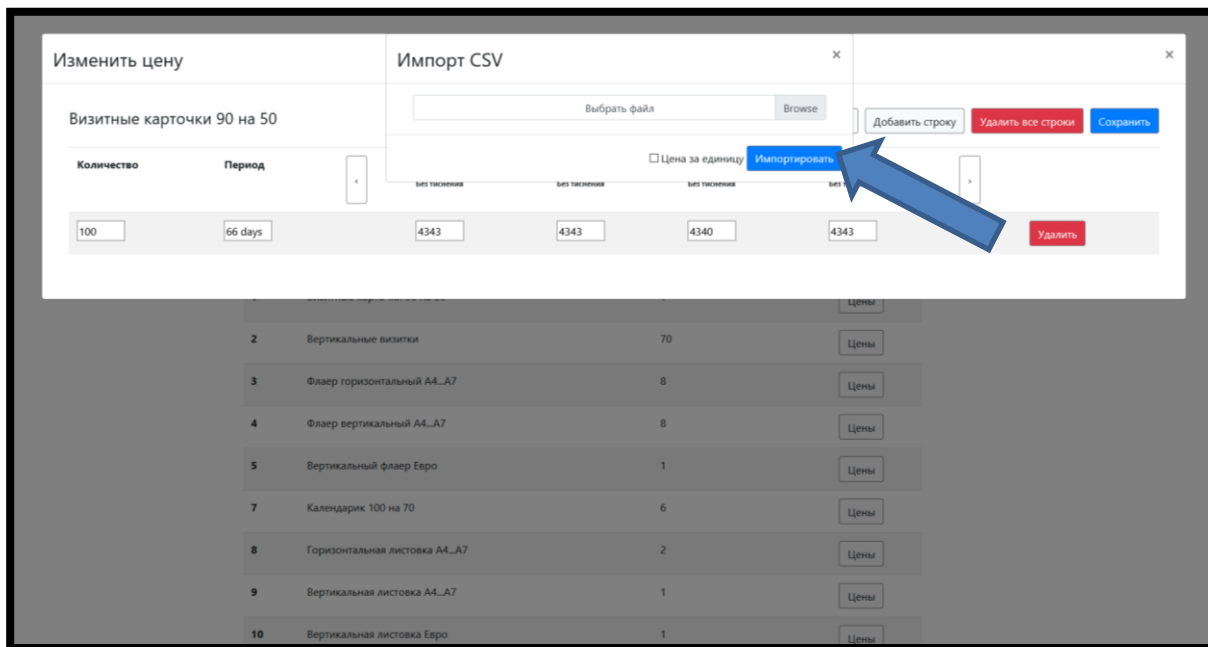 Изменить цену
Импорт CSV
×
×
Визитные карточки 90 на 50
Выбрать файл
Browse
Добавить строку
Удалить все строки
Сохранить
Количество
Период
‹
Цена за единицу
Импортировать
›
Без тиснения
Без тиснения
Без тиснения
100
66 days
4343
4343
4340
4343
Удалить
Цены
2 Вертикальные визитки 70 Цены
3 Флаер горизонтальный А4...А7 8 Цены
4 Флаер вертикальный А4...А7 8 Цены
5 Вертикальный флаер Евро 1 Цены
7 Календарик 100 на 70 6 Цены
8 Горизонтальная листовка А4...А7 2 Цены
9 Вертикальная листовка А4...А7 1 Цены
10 Вертикальная листовка Евро 1 Цены